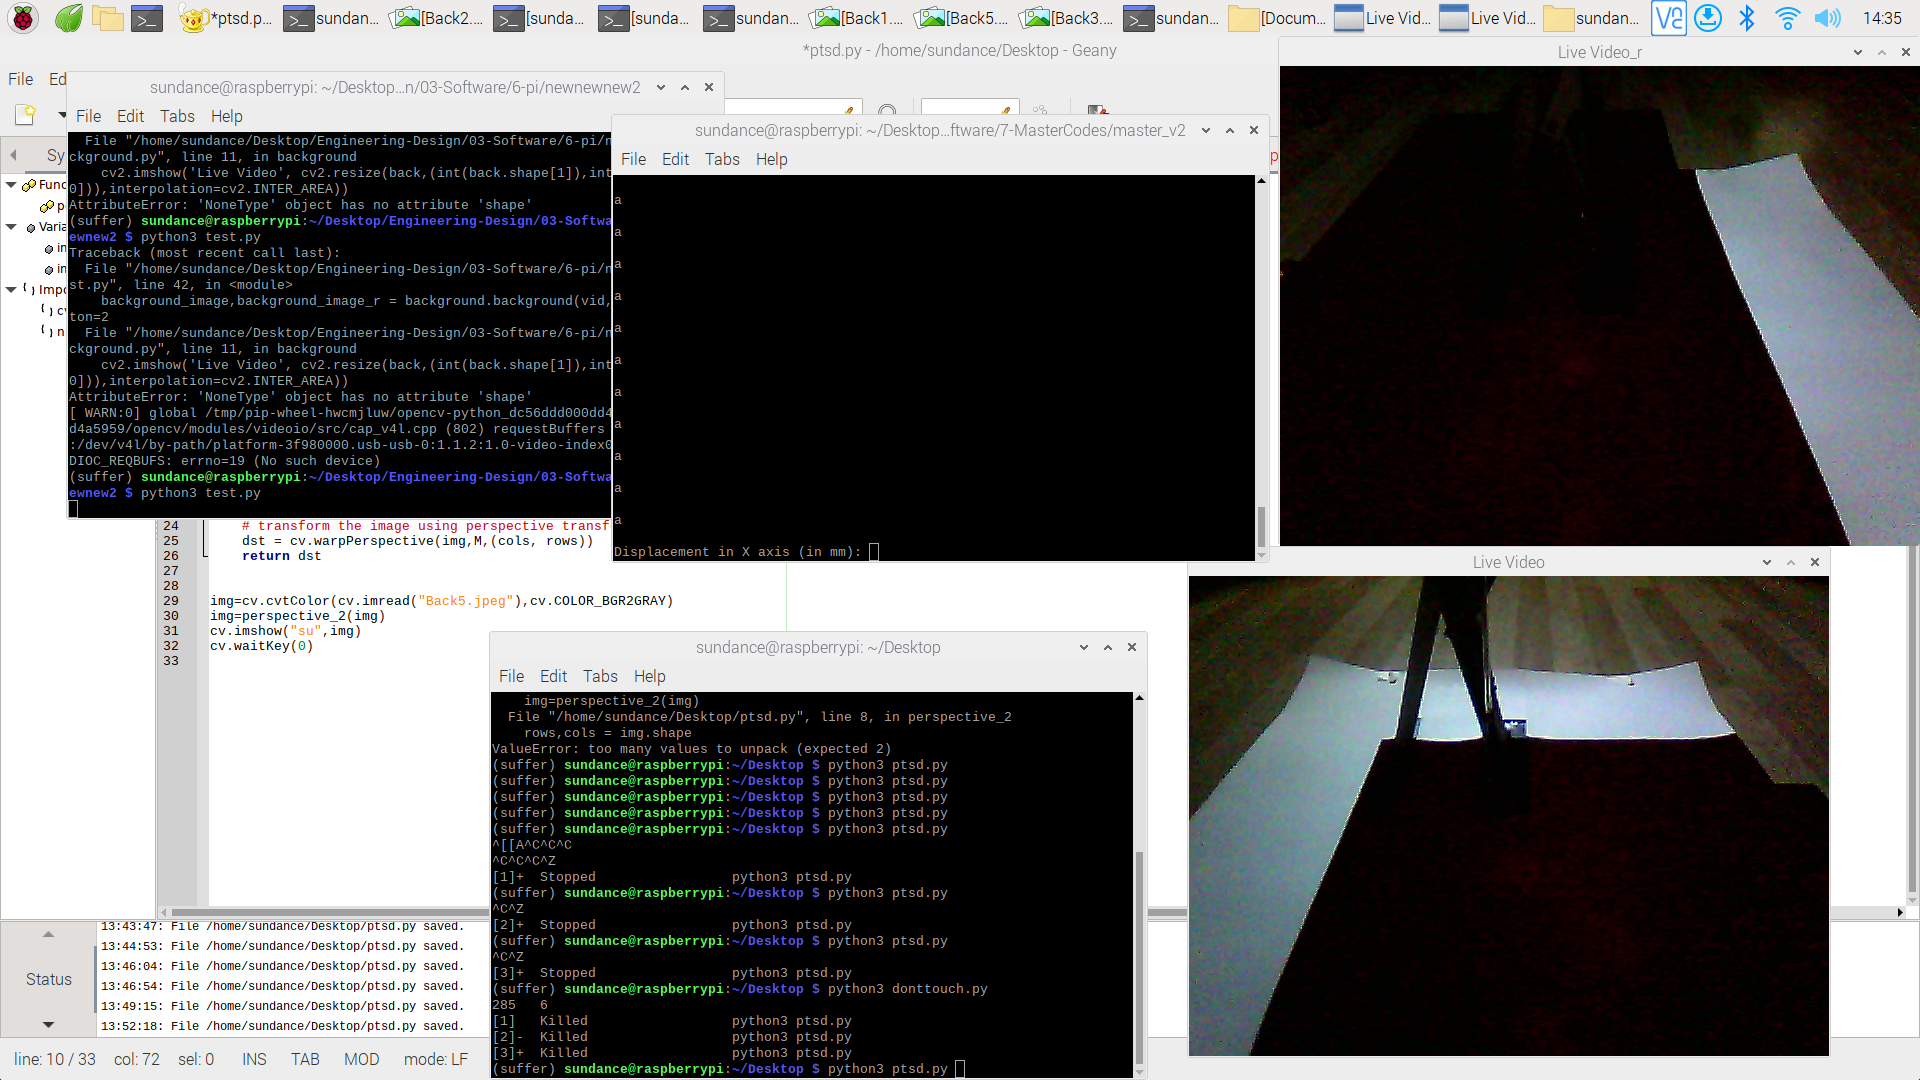 *ptsd.p...
sundan...
[Back2....
[sunda...
[sunda...
sundan...
[Back1....
[Back5....
[Back3....
sundan...
[Docum...
Live Vid...
Live Vid...
sundan...
14:35
*ptsd.py - /home/sundance/Desktop - Geany
File Ed
Sy
Func
p
Varia
in
in
Impo
c
n
sundance@raspberrypi: ~/Desktop...n/03-Software/6-pi/newnewnew2
File Edit Tabs Help
File "/home/sundance/Desktop/Engineering-Design/03-Software/6-pi/n
ckground.py", line 11, in background
cv2.imshow('Live Video', cv2.resize(back,(int(back.shape[1]),int
0])),interpolation=cv2.INTER_AREA))
AttributeError: 'NoneType' object has no attribute 'shape'
(suffer) sundance@raspberrypi:~/Desktop/Engineering-Design/03-Softwa
ewnew2 $ python3 test.py
Traceback (most recent call last):
File "/home/sundance/Desktop/Engineering-Design/03-Software/6-pi/n
st.py", line 42, in <module>
background_image,background_image_r = background.background(vid,
ton=2
File "/home/sundance/Desktop/Engineering-Design/03-Software/6-pi/n
ckground.py", line 11, in background
cv2.imshow('Live Video', cv2.resize(back,(int(back.shape[1]),int
0])),interpolation=cv2.INTER_AREA))
AttributeError: 'NoneType' object has no attribute 'shape'
[ WARN:0] global /tmp/pip-wheel-hwcmjluw/opencv-python_dc56ddd000dd4
d4a5959/opencv/modules/videoio/src/cap_v4l.cpp (802) requestBuffers
:/dev/v4l/by-path/platform-3f980000.usb-usb-0:1.1.2:1.0-video-index0
DIOC_REQBUFS: errno=19 (No such device)
(suffer) sundance@raspberrypi:~/Desktop/Engineering-Design/03-Softwa
ewnew2 $ python3 test.py
sundance@raspberrypi: ~/Desktop...ftware/7-MasterCodes/master_v2
File Edit Tabs Help
a
a
a
a
a
a
a
a
a
a
a
Displacement in X axis (in mm):
24 # transform the image using perspective transf
25 dst = cv.warpPerspective(img,M,(cols, rows))
26 return dst
27
28
29 img=cv.cvtColor(cv.imread("Back5.jpeg"),cv.COLOR_BGR2GRAY)
30 img=perspective_2(img)
31 cv.imshow("su",img)
32 cv.waitKey(0)
33
sundance@raspberrypi: ~/Desktop
File Edit Tabs Help
img=perspective_2(img)
File "/home/sundance/Desktop/ptsd.py", line 8, in perspective_2
rows,cols = img.shape
ValueError: too many values to unpack (expected 2)
(suffer) sundance@raspberrypi:~/Desktop $ python3 ptsd.py
(suffer) sundance@raspberrypi:~/Desktop $ python3 ptsd.py
(suffer) sundance@raspberrypi:~/Desktop $ python3 ptsd.py
(suffer) sundance@raspberrypi:~/Desktop $ python3 ptsd.py
(suffer) sundance@raspberrypi:~/Desktop $ python3 ptsd.py
^[[A^C^C^C
^C^C^C^Z
[1]+ Stopped python3 ptsd.py
(suffer) sundance@raspberrypi:~/Desktop $ python3 ptsd.py
^C^Z
[2]+ Stopped python3 ptsd.py
(suffer) sundance@raspberrypi:~/Desktop $ python3 ptsd.py
^C^Z
[3]+ Stopped python3 ptsd.py
(suffer) sundance@raspberrypi:~/Desktop $ python3 donttouch.py
285 6
[1] Killed python3 ptsd.py
[2]- Killed python3 ptsd.py
[3]+ Killed python3 ptsd.py
(suffer) sundance@raspberrypi:~/Desktop $ python3 ptsd.py
Live Video_r
Live Video
Status
13:43:47: File /home/sundance/Desktop/ptsd.py saved.
13:44:53: File /home/sundance/Desktop/ptsd.py saved.
13:46:04: File /home/sundance/Desktop/ptsd.py saved.
13:46:54: File /home/sundance/Desktop/ptsd.py saved.
13:49:15: File /home/sundance/Desktop/ptsd.py saved.
13:52:18: File /home/sundance/Desktop/ptsd.py saved.
line: 10 / 33 col: 72 sel: 0 INS TAB MOD mode: LF